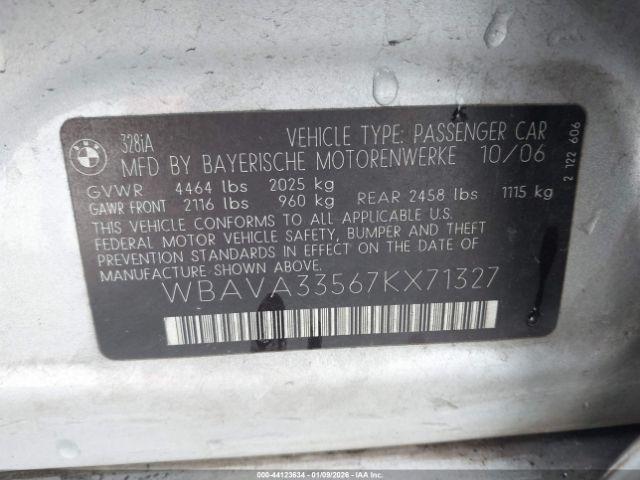 BMW
328iA
VEHICLE TYPE: PASSENGER CAR
MFD BY BAYERISCHE MOTORENWERKE 10/06
GVWR 4464 lbs 2025 kg
GAWR FRONT 2116 lbs 960 kg REAR 2458 lbs 1115 kg
THIS VEHICLE CONFORMS TO ALL APPLICABLE U.S.
FEDERAL MOTOR VEHICLE SAFETY, BUMPER AND THEFT
PREVENTION STANDARDS IN EFFECT ON THE DATE OF
MANUFACTURE SHOWN ABOVE.
WBAVA33567KX71327
2 122 606
000-44123634 | 01/09/2026 | IAAHOLDINGS.COM